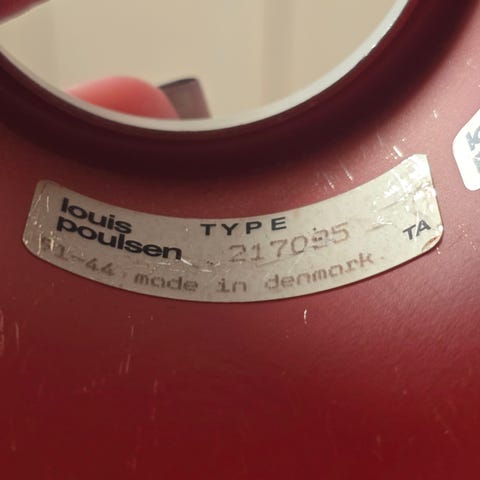 louis
poulsen
TYPE
217095
TA
made in denmark